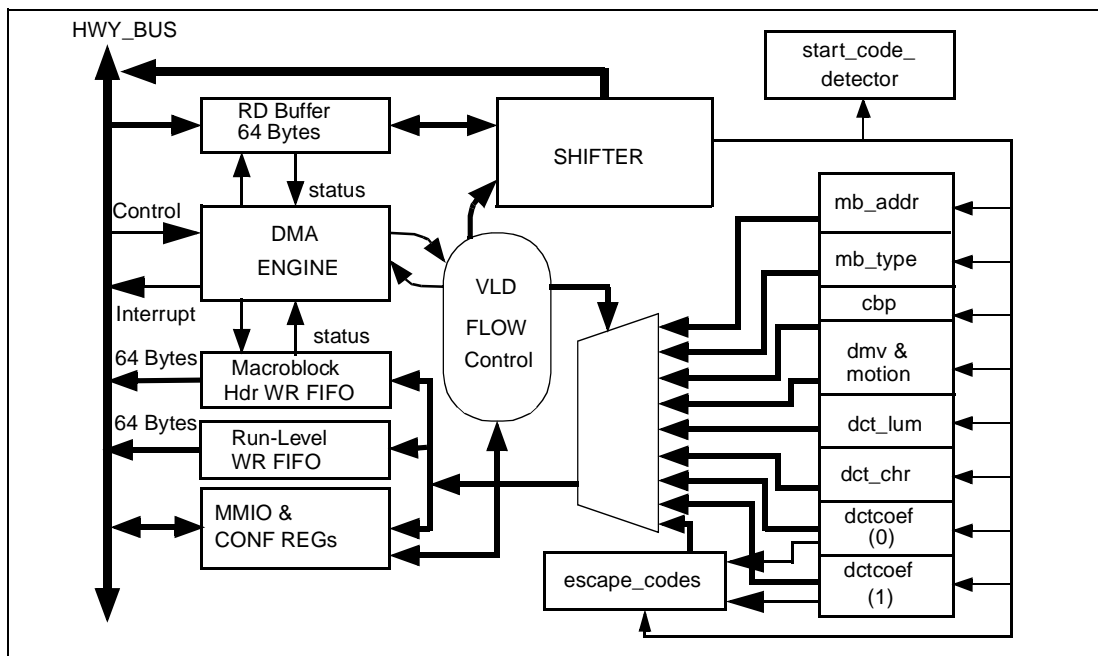 HWY_BUS
start_code_
detector
RD Buffer
64 Bytes
SHIFTER
status
Control
DMA
ENGINE
VLD
FLOW
Control
Interrupt
status
64 Bytes
Macroblock
Hdr WR FIFO
64 Bytes
Run-Level
WR FIFO
MMIO &
CONF REGs
mb_addr
mb_type
cbp
dmv &
motion
dct_lum
dct_chr
dctcoef
(0)
dctcoef
(1)
escape_codes